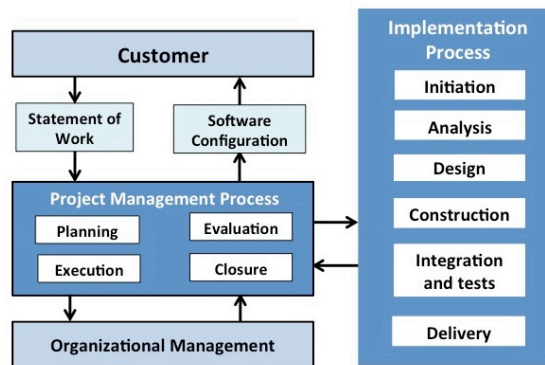 Customer
Statement of
Work
Software
Configuration
Project Management Process
Planning
Evaluation
Execution
Closure
Organizational Management
Implementation
Process
Initiation
Analysis
Design
Construction
Integration
and tests
Delivery